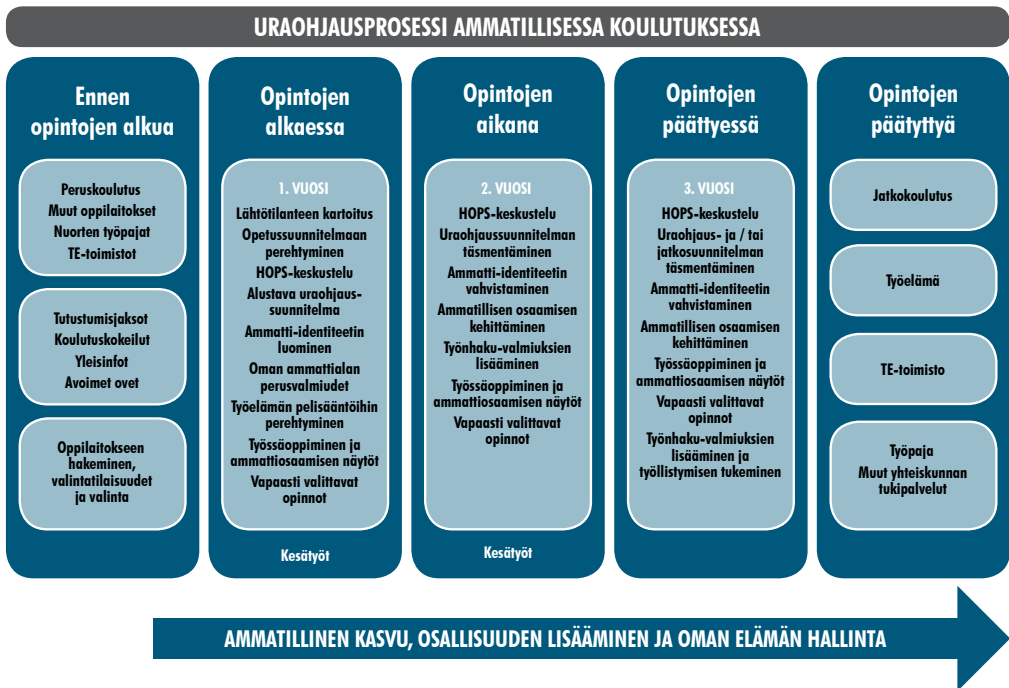 URAOHJAUSPROSESSI AMMATILLISESSA KOULUTUKSESSA
Ennen
opintojen alkua
Peruskoulutus
Muut oppilaitokset
Nuorten työpajat
TE-toimistot
Tutustumisjaksot
Koulutuskokeilut
Yleisinfot
Avoimet ovet
Oppilaitokseen
hakeminen,
valintatilaisuudet
ja valinta
Opintojen
alkaessa
1. VUOSI
Lähtötilanteen kartoitus
Opetussuunnitelmaan
perehtyminen
HOPS-keskustelu
Alustava uraohjaus-
suunnitelma
Ammatti-identiteetin
luominen
Oman ammattialan
perusvalmiudet
Työelämän pelisääntöihin
perehtyminen
Työssäoppiminen ja
ammattiosaamisen näytöt
Vapaasti valittavat
opinnot
Kesätyöt
Opintojen
aikana
2. VUOSI
HOPS-keskustelu
Uraohjaussuunnitelman
täsmentäminen
Ammatti-identiteetin
vahvistaminen
Ammatillisen osaamisen
kehittäminen
Työnhaku-valmiuksien
lisääminen
Työssäoppiminen ja
ammattiosaamisen näytöt
Vapaasti valittavat
opinnot
Kesätyöt
Opintojen
päättyessä
3. VUOSI
HOPS-keskustelu
Uraohjaus- ja / tai
jatkosuunnitelman
täsmentäminen
Ammatti-identiteetin
vahvistaminen
Ammatillisen osaamisen
kehittäminen
Työssäoppiminen ja
ammattiosaamisen näytöt
Vapaasti valittavat
opinnot
Työnhaku-valmiuksien
lisääminen ja
työllistymisen tukeminen
Opintojen
päätyttyä
Jatkokoulutus
Työelämä
TE-toimisto
Työpaja
Muut yhteiskunnan
tukipalvelut
AMMATILLINEN KASVU, OSALLISUUDEN LISÄÄMINEN JA OMAN ELÄMÄN HALLINTA